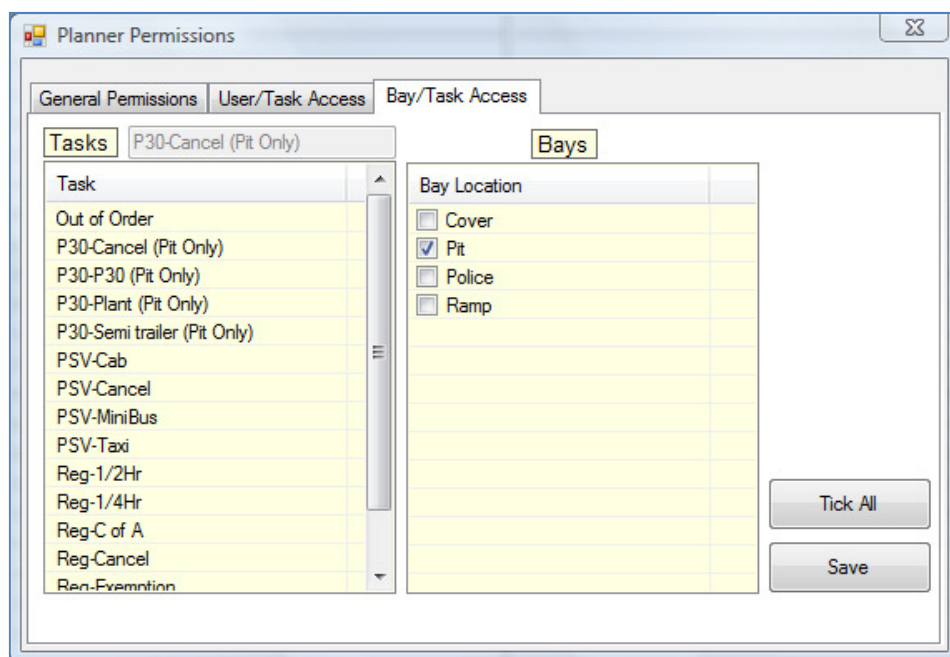 Planner Permissions
General Permissions User/Task Access Bay/Task Access
Tasks P30-Cancel (Pit Only) Bays
Task
Out of Order
P30-Cancel (Pit Only)
P30-P30 (Pit Only)
P30-Plant (Pit Only)
P30-Semi trailer (Pit Only)
PSV-Cab
PSV-Cancel
PSV-MiniBus
PSV-Taxi
Reg-1/2Hr
Reg-1/4Hr
Reg-C of A
Reg-Cancel
Reg-Exemption
Bay Location
Cover
Pit
Police
Ramp
Tick All
Save